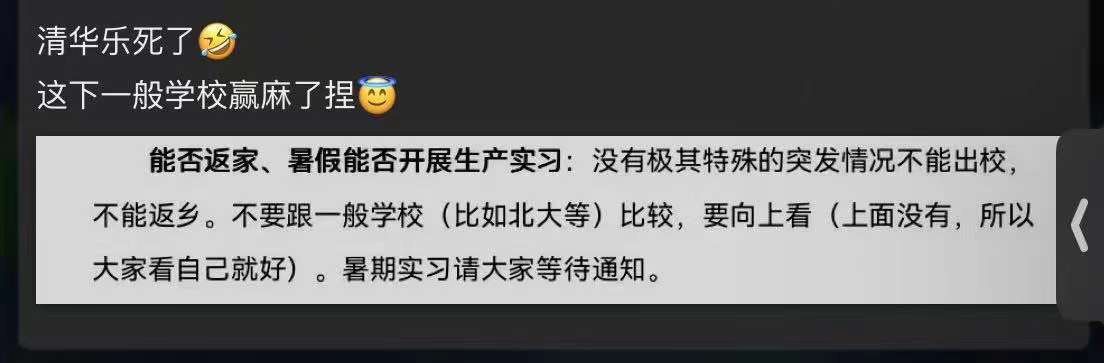 清华乐死了🤣
这下一般学校赢麻了捏😇
能否返家、暑假能否开展生产实习：没有极其特殊的突发情况不能出校，
不能返乡。不要跟一般学校（比如北大等）比较，要向上看（上面没有，所以
大家看自己就好）。暑期实习请大家等待通知。